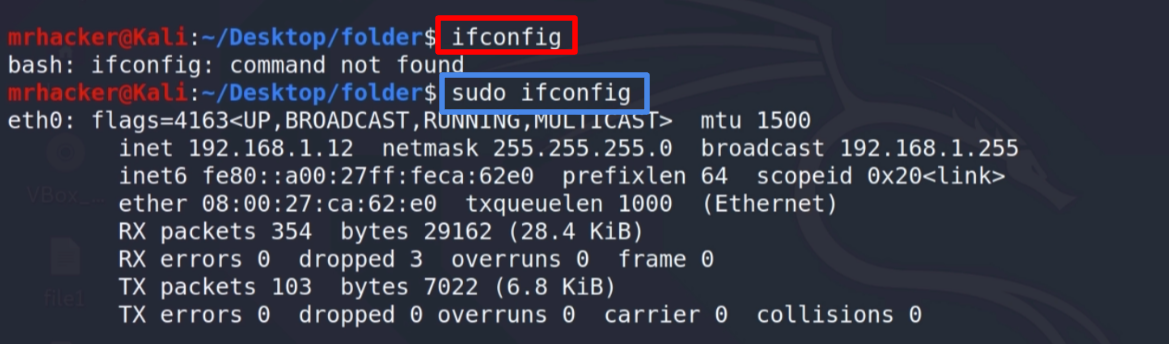 mrhacker@Kali:~/Desktop/folder$ ifconfig
bash: ifconfig: command not found
mrhacker@Kali:~/Desktop/folder$ sudo ifconfig
eth0: flags=4163<UP,BROADCAST,RUNNING,MULTICAST>  mtu 1500
        inet 192.168.1.12  netmask 255.255.255.0  broadcast 192.168.1.255
        inet6 fe80::a00:27ff:feca:62e0  prefixlen 64  scopeid 0x20<link>
        ether 08:00:27:ca:62:e0  txqueuelen 1000  (Ethernet)
        RX packets 354  bytes 29162 (28.4 KiB)
        RX errors 0  dropped 3  overruns 0  frame 0
        TX packets 103  bytes 7022 (6.8 KiB)
        TX errors 0  dropped 0 overruns 0  carrier 0  collisions 0
VBox_...
file1